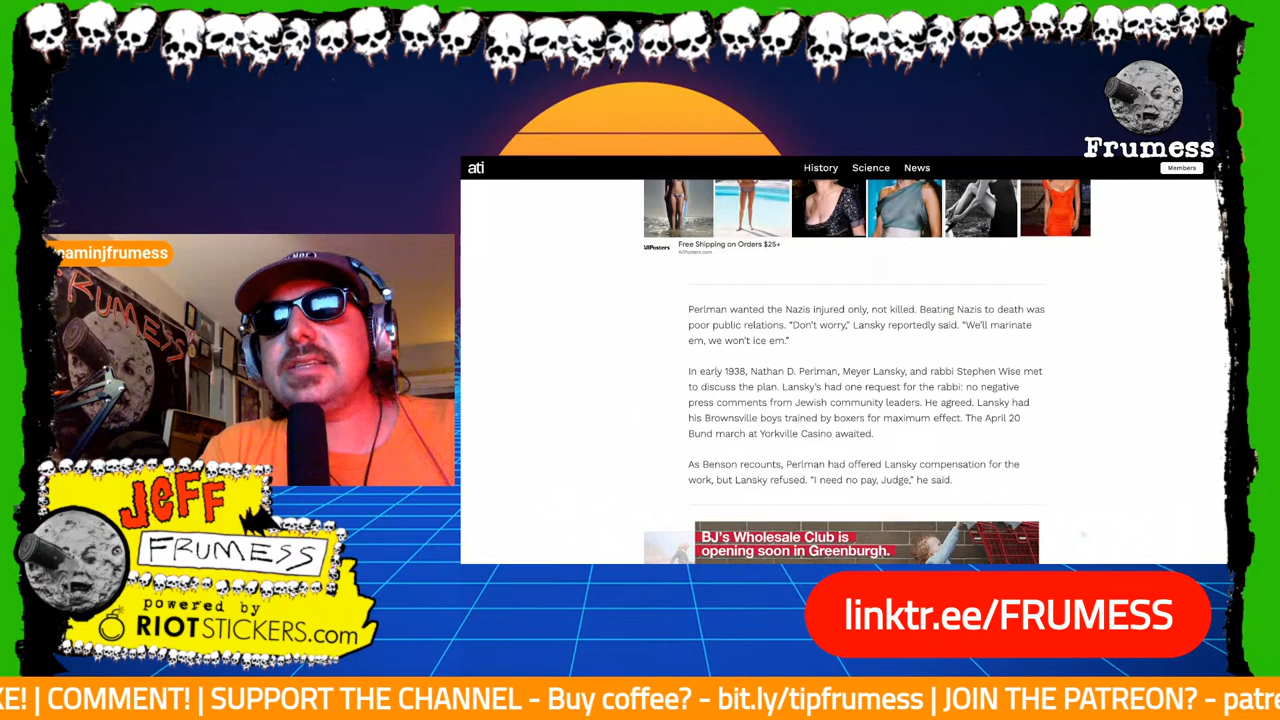 Frumess
ati
History Science News
Members
f
AllPosters
Free Shipping on Orders $25+
AllPosters.com
eaminjfrumess
FRUMESS
Perlman wanted the Nazis injured only, not killed. Beating Nazis to death was
poor public relations. “Don’t worry,” Lansky reportedly said. “We’ll marinate
em, we won’t ice em.”
In early 1938, Nathan D. Perlman, Meyer Lansky, and rabbi Stephen Wise met
to discuss the plan. Lansky’s had one request for the rabbi: no negative
press comments from Jewish community leaders. He agreed. Lansky had
his Brownsville boys trained by boxers for maximum effect. The April 20
Bund march at Yorkville Casino awaited.
As Benson recounts, Perlman had offered Lansky compensation for the
work, but Lansky refused. “I need no pay, Judge,” he said.
BJ's Wholesale Club is
opening soon in Greenburgh.
JEFF
FRUMESS
powered by
RIOTSTICKERS.com
linktr.ee/FRUMESS
KE! | COMMENT! | SUPPORT THE CHANNEL - Buy coffee? - bit.ly/tipfrumess | JOIN THE PATREON? - patre